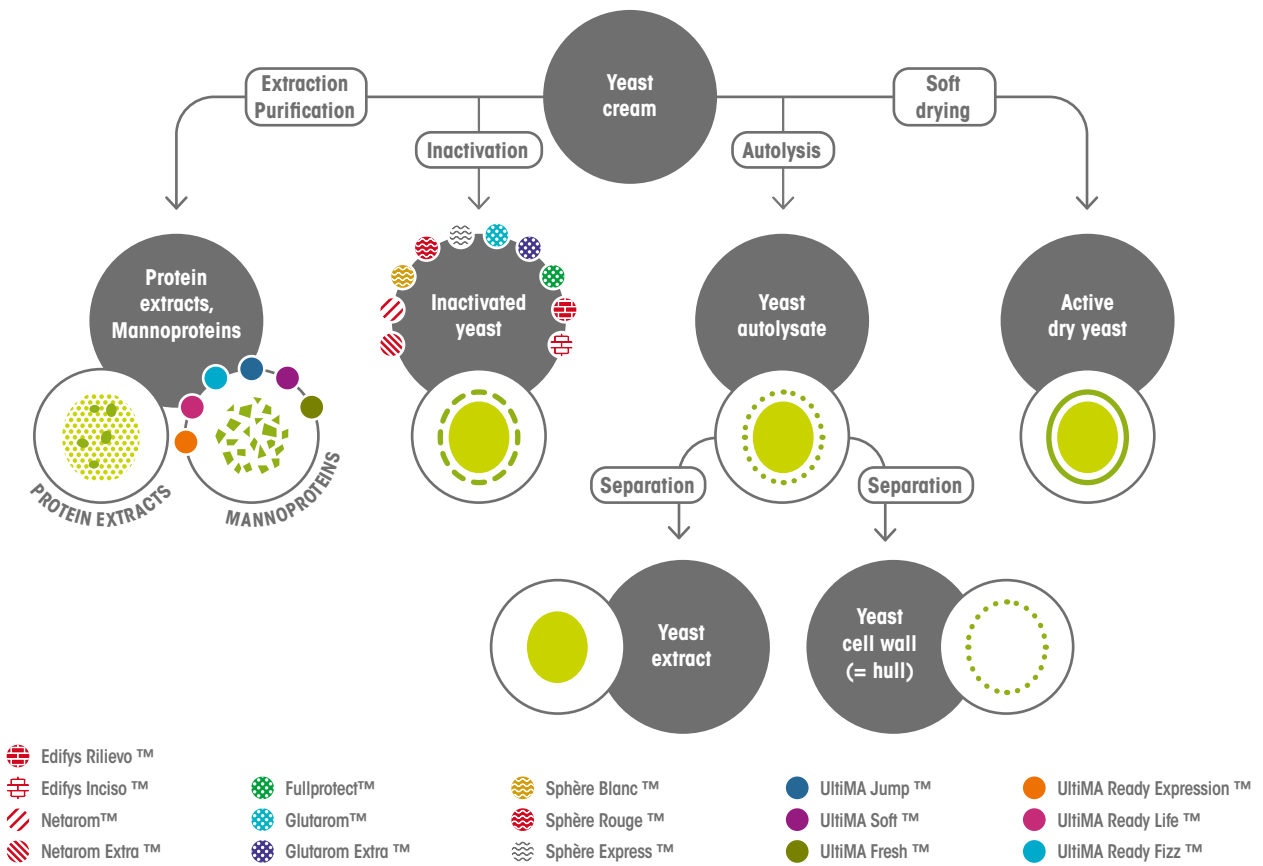 Extraction
Purification
Yeast
cream
Soft
drying
Inactivation
Autolysis
Protein
extracts,
Mannoproteins
Inactivated
yeast
Yeast
autolysate
Active
dry yeast
PROTEIN EXTRACTS
MANNOPROTEINS
Separation
Separation
Yeast
extract
Yeast
cell wall
(= hull)
Edifys Rilievo ™
Edifys Inciso ™
Netarom™
Netarom Extra ™
Fullprotect™
Glutarom™
Glutarom Extra ™
Sphère Blanc ™
Sphère Rouge ™
Sphère Express ™
UltiMA Jump ™
UltiMA Soft ™
UltiMA Fresh ™
UltiMA Ready Expression ™
UltiMA Ready Life ™
UltiMA Ready Fizz ™